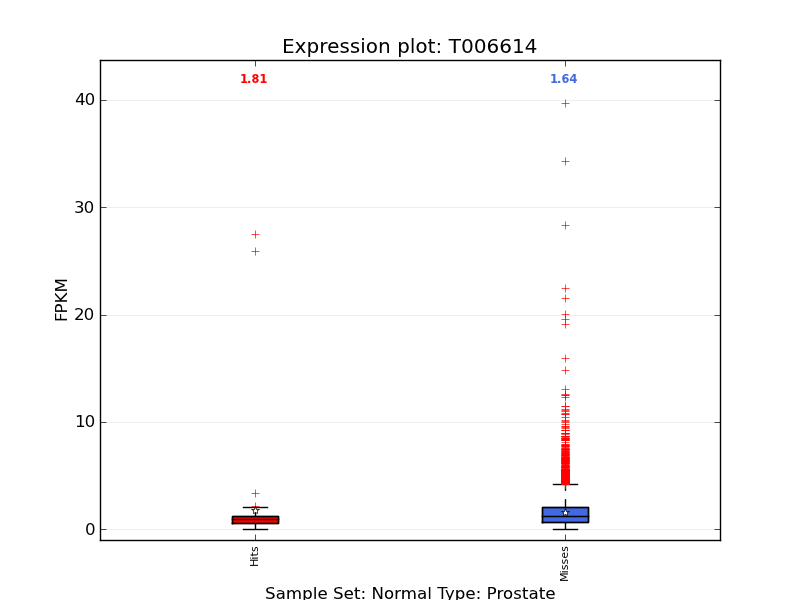 Expression plot: T006614
1.81
1.64
40
30
20
10
0
FPKM
Hits
Misses
Sample Set: Normal Type: Prostate